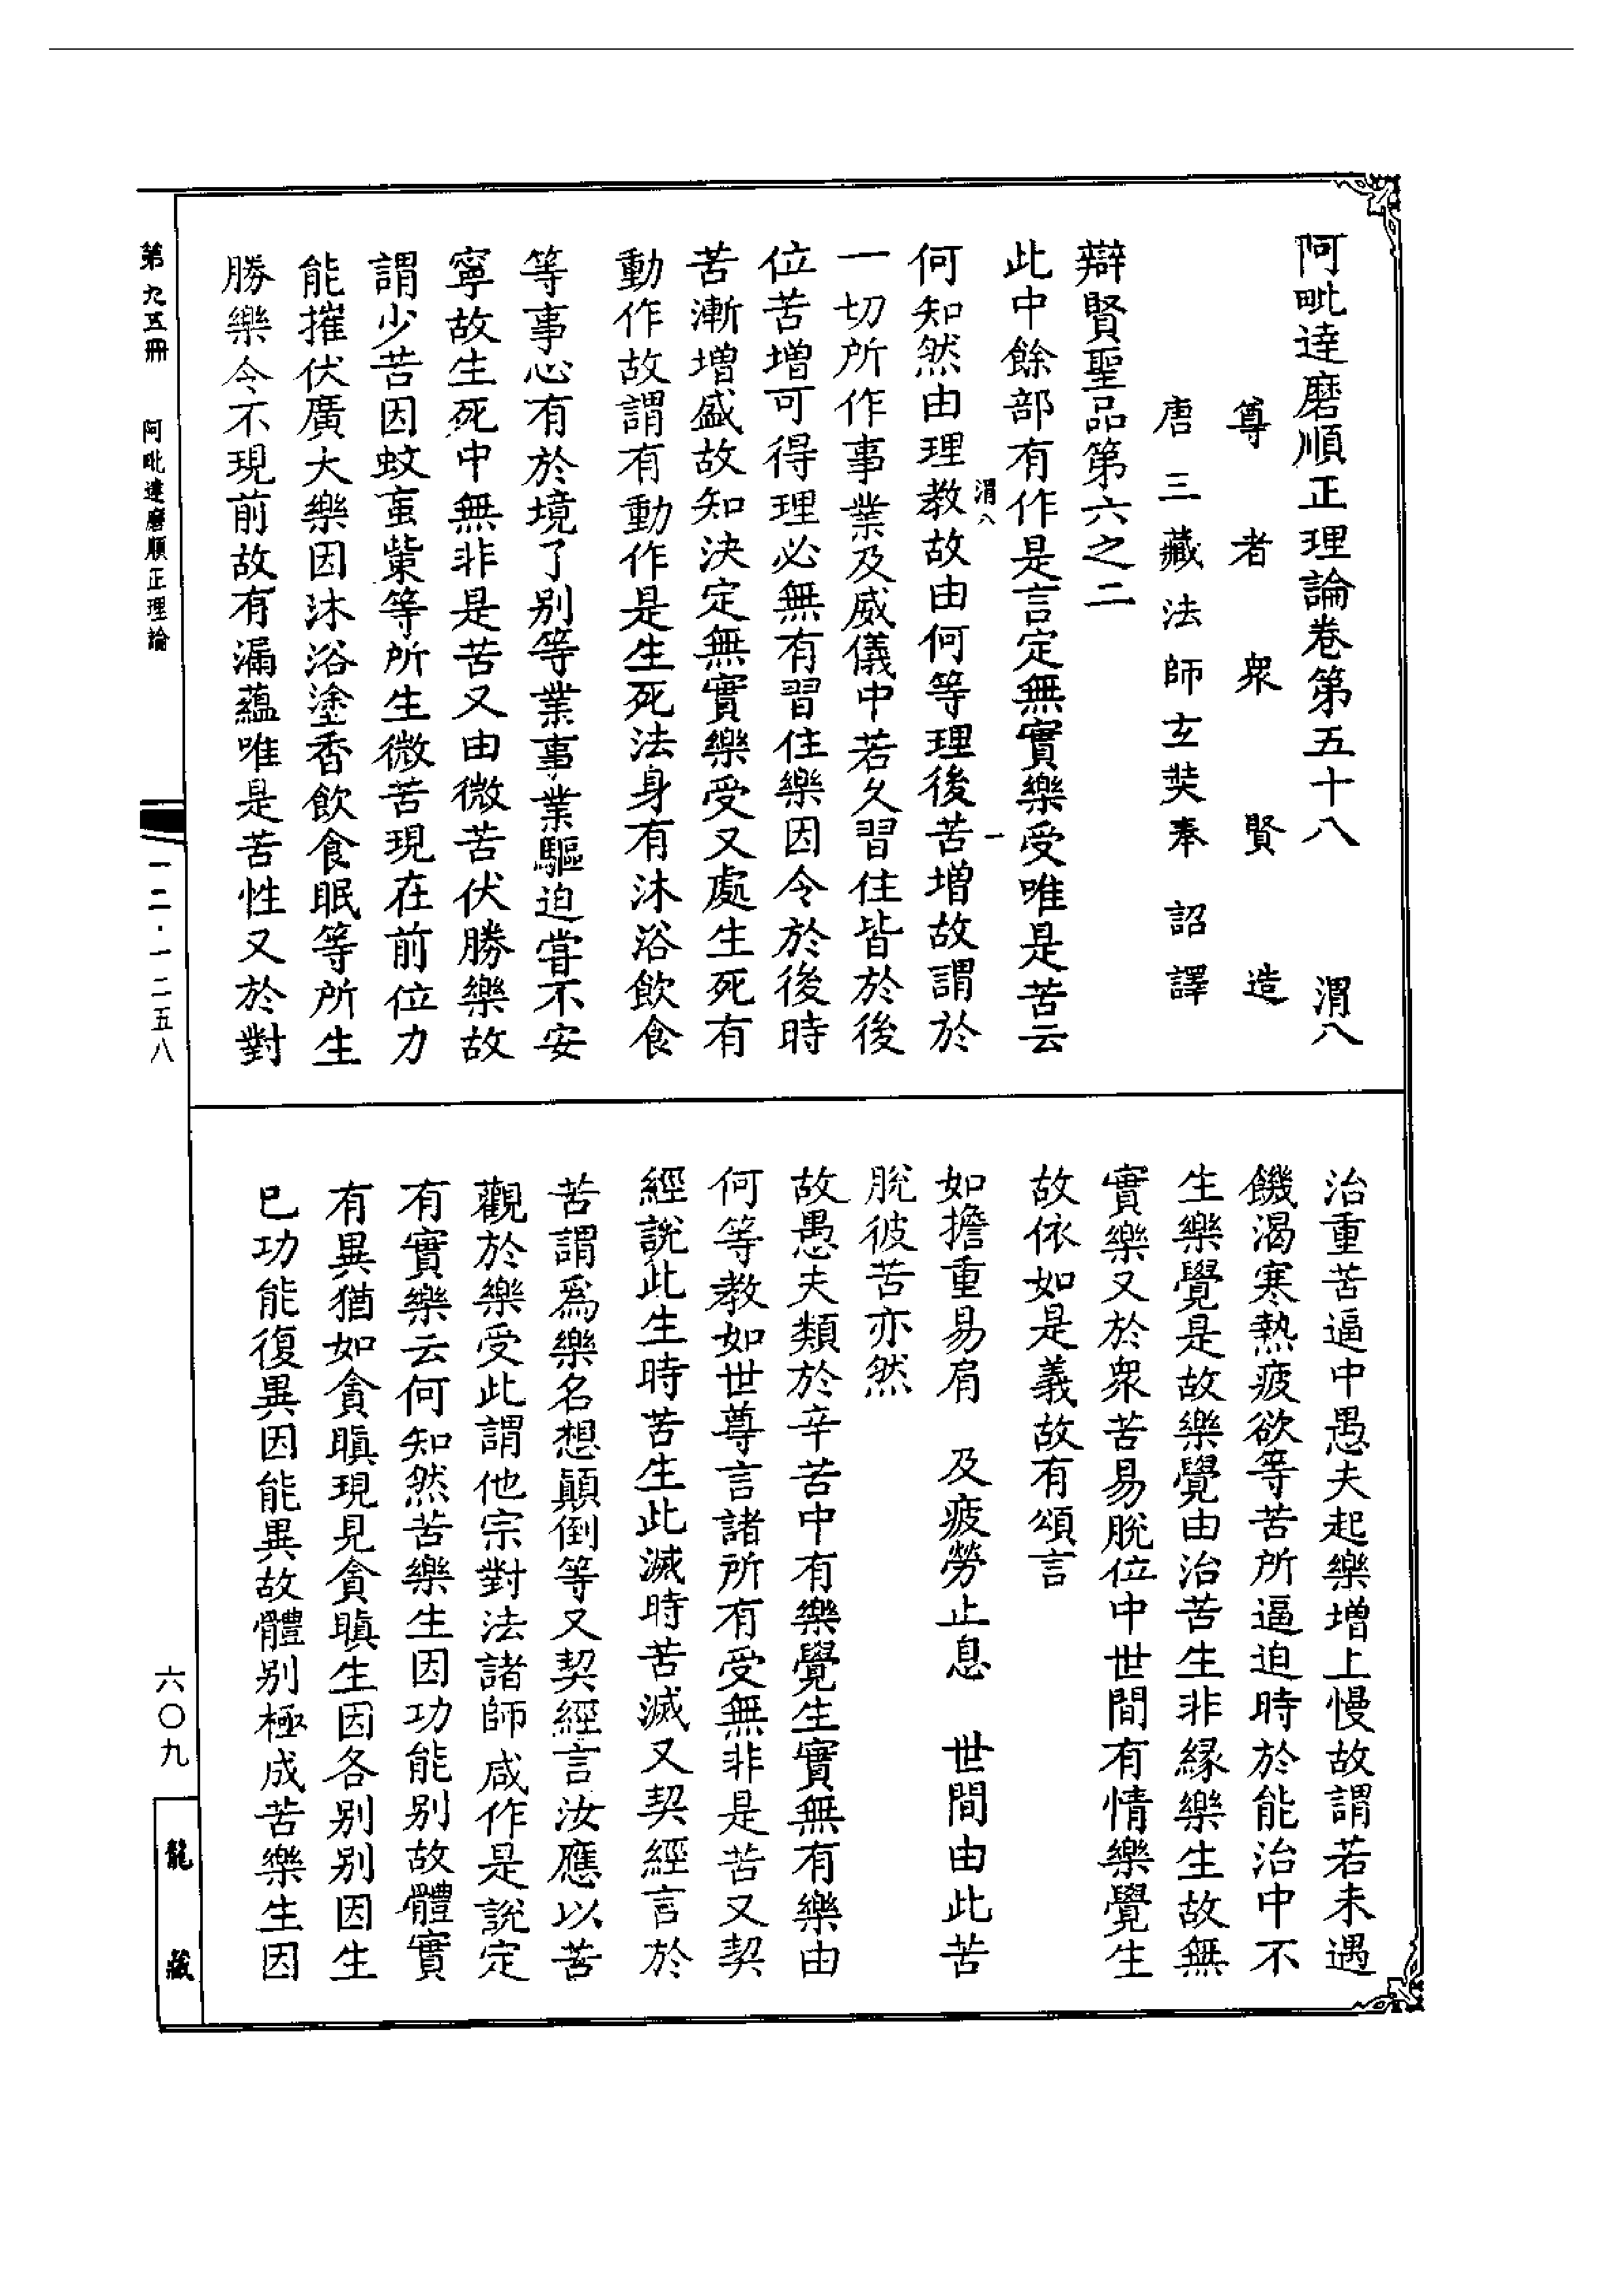 阿毗達磨順正理論卷第五十八　渭八
尊者衆賢造
唐三藏法師玄奘奉詔譯
辯賢聖品第六之二
此中餘部有作是言定無實樂受唯是苦云
渭八　一
何知然由理教故由何等理後苦增故謂於
一切所作事業及威儀中若久習住皆於後
位苦增可得理必無有習住樂因令於後時
苦漸增盛故知決定無實樂受又處生死有
動作故謂有動作是生死法身有沐浴飲食
等事心有於境了別等業事業驅迫嘗不安
寧故生死中無非是苦又由微苦伏勝樂故
謂少苦因蚊䖟蜚等所生微苦現在前位力
能摧伏廣大樂因沐浴塗香飲食眠等所生
勝樂令不現前故有漏蘊唯是苦性又於對
治重苦逼中愚夫起樂增上慢故謂若未遇
饑渴寒熱疲欲等苦所逼迫時於能治中不
生樂覺是故樂覺由治苦生非緣樂生故無
實樂又於衆苦易脫位中世間有情樂覺生
故依如是義故有頌言
如擔重易肩　及疲勞止息　世間由此苦
脫彼苦亦然
故愚夫類於辛苦中有樂覺生實無有樂由
何等教如世尊言諸所有受無非是苦又契
經說此生時苦生此滅時苦滅又契經言於
苦謂爲樂名想顛倒等又契經言汝應以苦
觀於樂受此謂他宗對法諸師咸作是說定
有實樂云何知然苦樂生因功能別故體實
有異猶如貪瞋現見貪瞋生因各別別因生
已功能復異因能異故體別極成苦樂生因
第九五冊　阿毗達磨順正理論
一二·一二五八
六〇九
龍藏